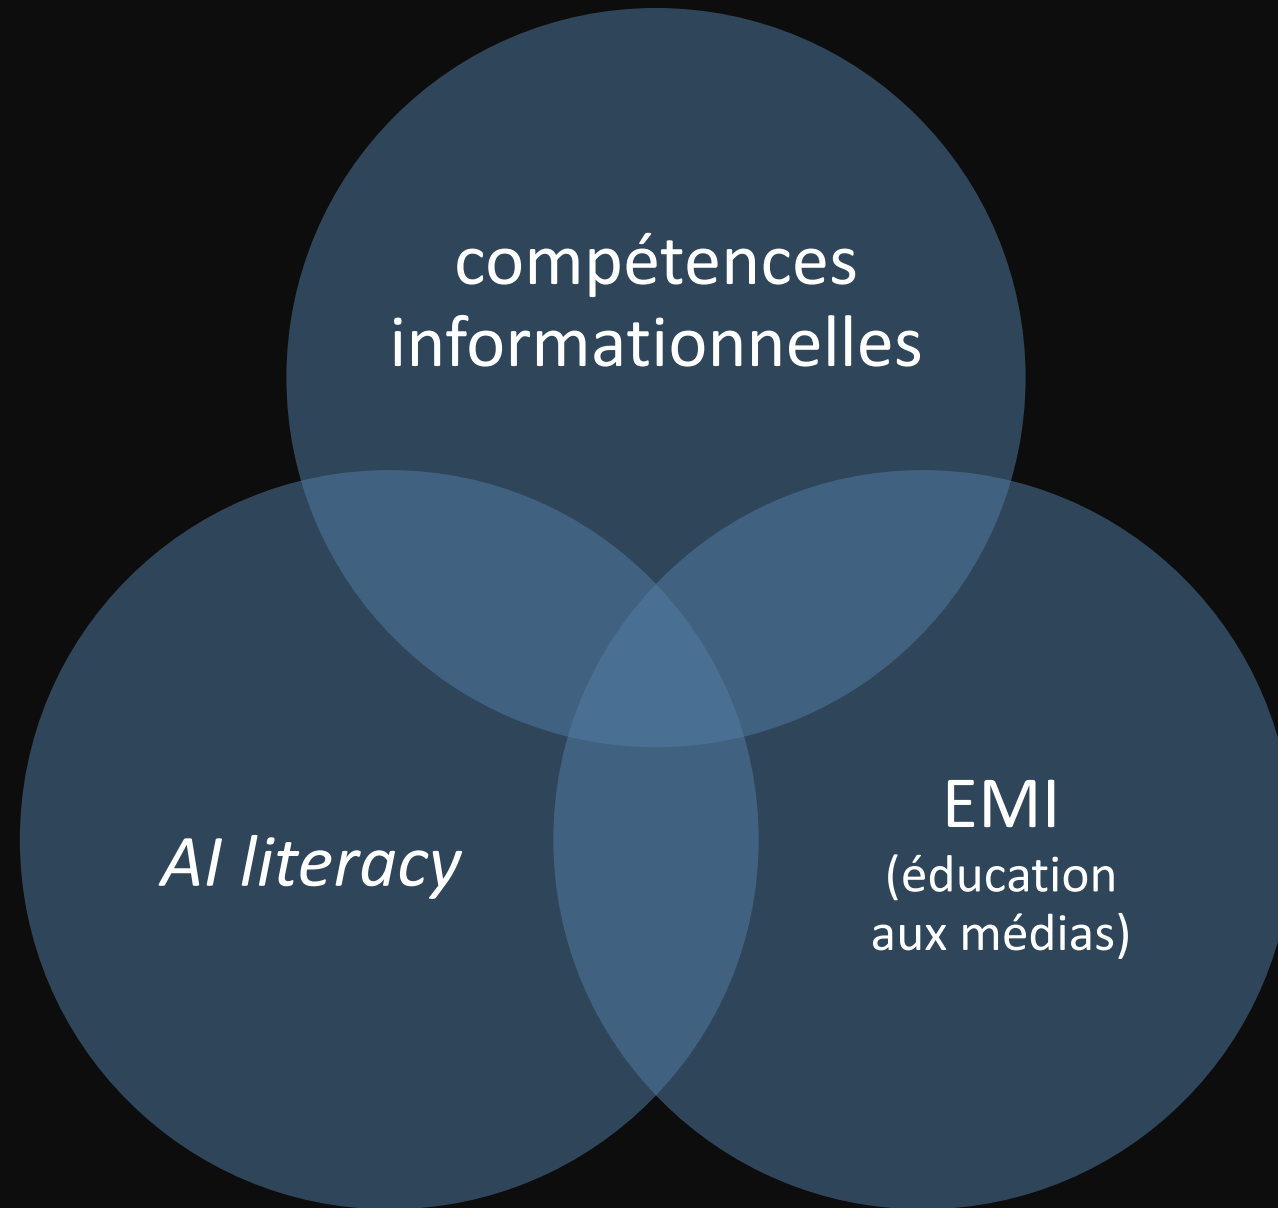 compétences
informationnelles
AI literacy
EMI
(éducation
aux médias)